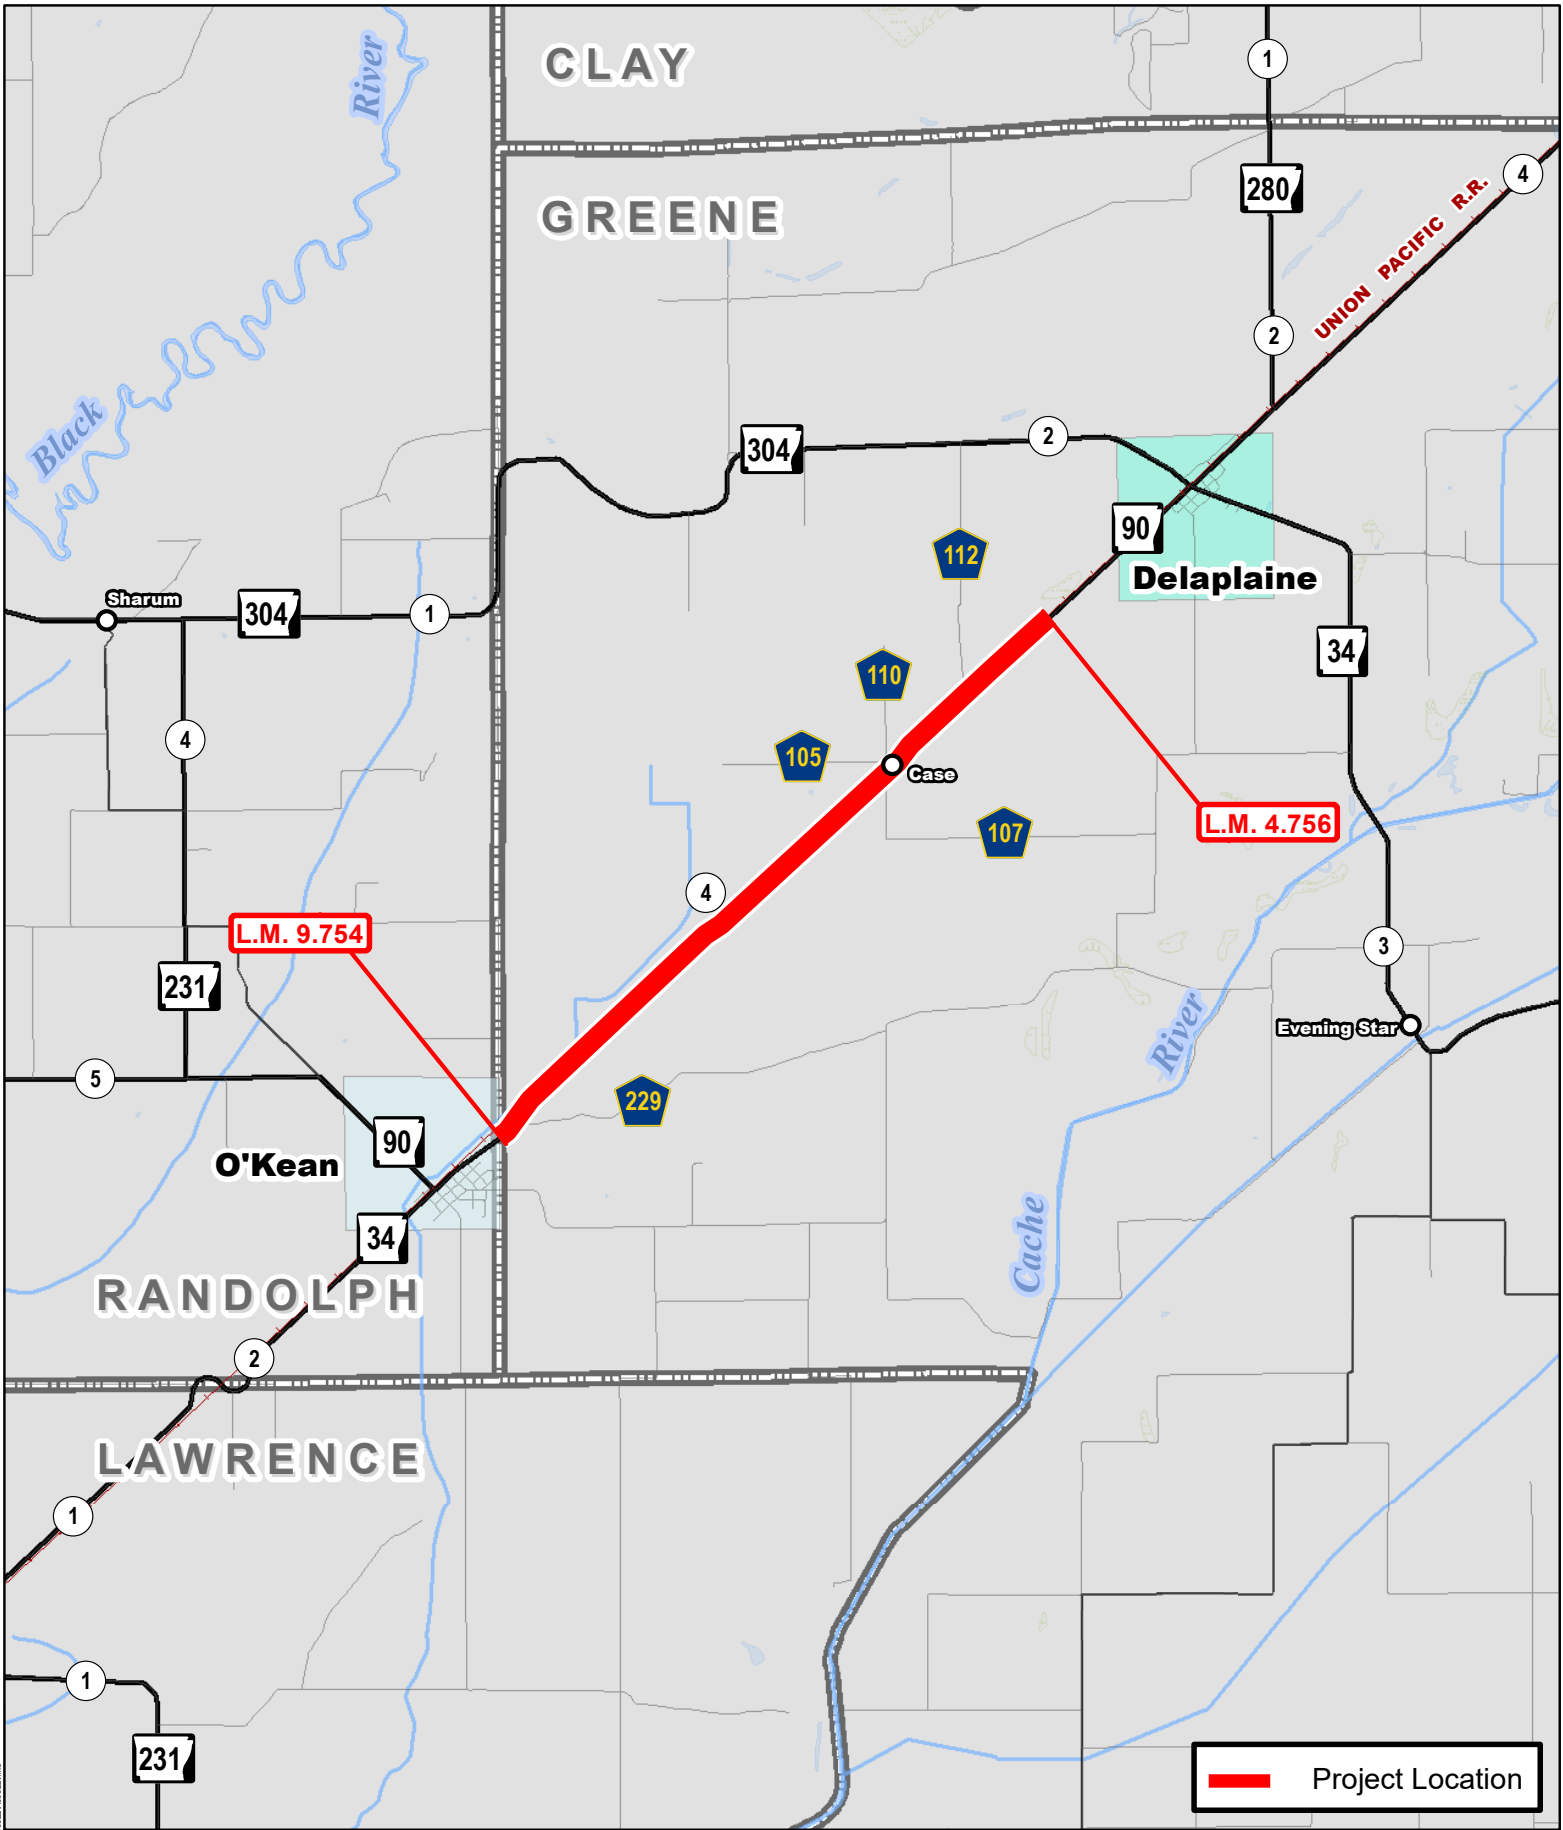 CLAY
1
River
280
4
GREENE
UNION PACIFIC R.R.
2
Black
304
2
90
112
Delaplaine
Sharum
304
1
34
110
4
105
Case
L.M. 4.756
107
4
L.M. 9.754
3
231
River
Evening Star
5
229
90
O'Kean
34
Cache
RANDOLPH
2
LAWRENCE
1
1
231
Project Location